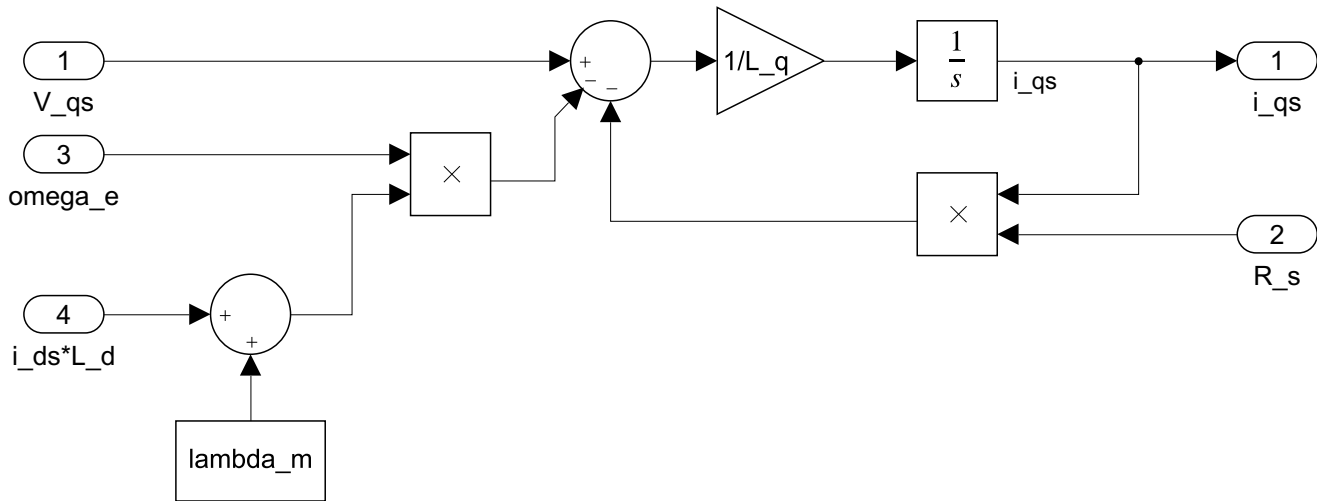 1
V_qs
+
−
−
1/L_q
1
s
i_qs
1
i_qs
3
omega_e
×
×
2
R_s
4
i_ds*L_d
+
+
lambda_m